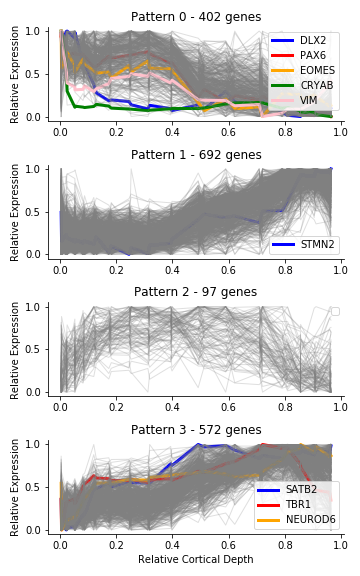 Pattern 0 - 402 genes
Relative Expression
1.0
0.5
0.0
DLX2
PAX6
EOMES
CRYAB
VIM
0.0 0.2 0.4 0.6 0.8 1.0
Pattern 1 - 692 genes
Relative Expression
1.0
0.5
0.0
STMN2
0.0 0.2 0.4 0.6 0.8 1.0
Pattern 2 - 97 genes
Relative Expression
1.0
0.5
0.0
0.0 0.2 0.4 0.6 0.8 1.0
Pattern 3 - 572 genes
Relative Expression
1.0
0.5
0.0
SATB2
TBR1
NEUROD6
0.0 0.2 0.4 0.6 0.8 1.0
Relative Cortical Depth